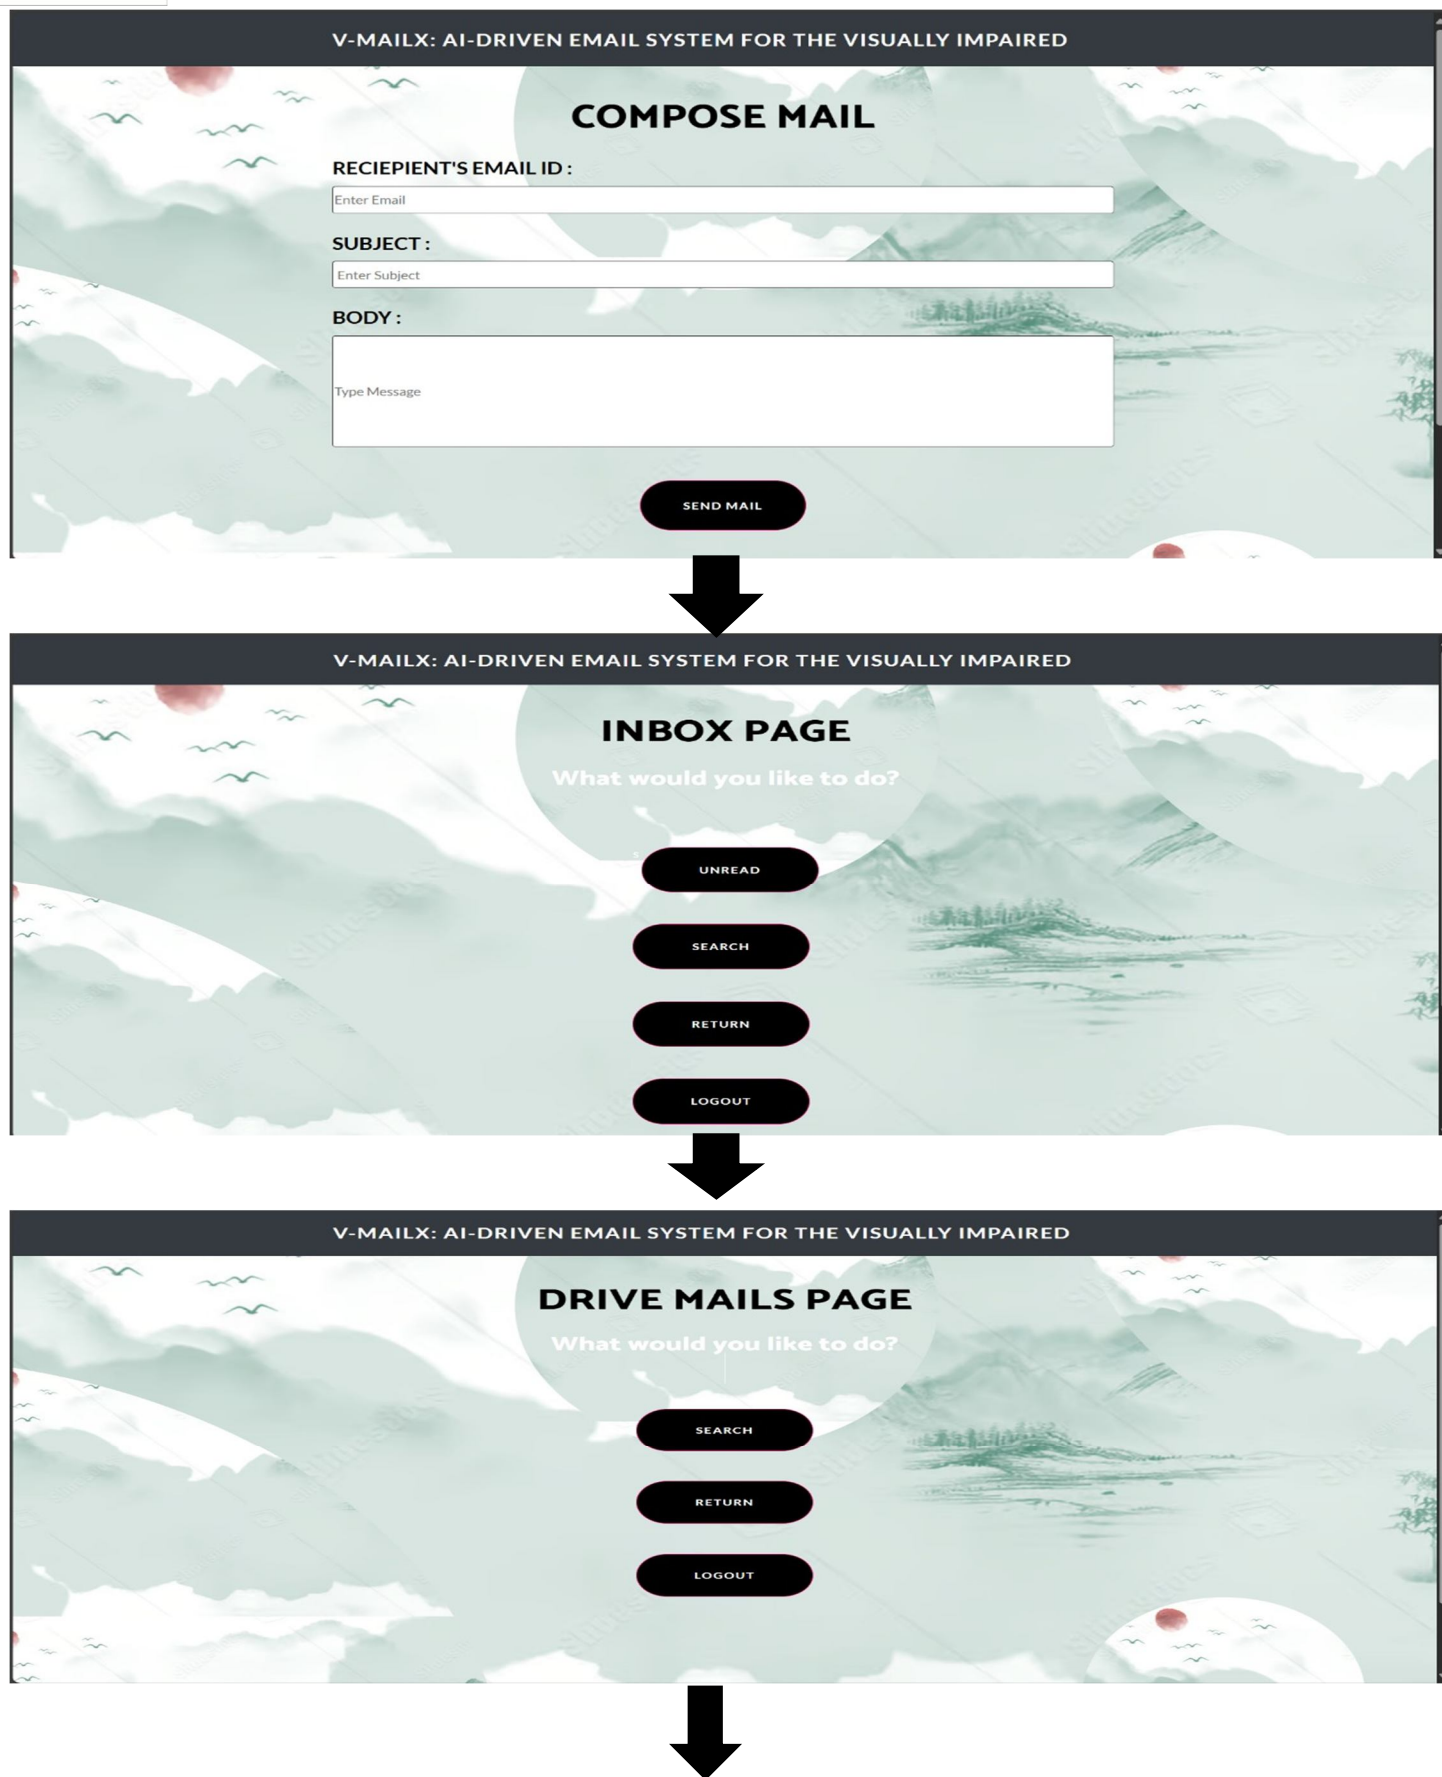 V-MAILX: AI-DRIVEN EMAIL SYSTEM FOR THE VISUALLY IMPAIRED
COMPOSE MAIL
RECIEPIENT'S EMAIL ID :
Enter Email
SUBJECT :
Enter Subject
BODY :
Type Message
SEND MAIL
V-MAILX: AI-DRIVEN EMAIL SYSTEM FOR THE VISUALLY IMPAIRED
INBOX PAGE
What would you like to do?
UNREAD
SEARCH
RETURN
LOGOUT
V-MAILX: AI-DRIVEN EMAIL SYSTEM FOR THE VISUALLY IMPAIRED
DRIVE MAILS PAGE
What would you like to do?
SEARCH
RETURN
LOGOUT